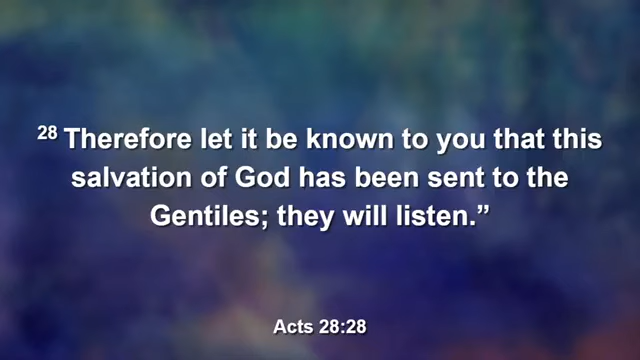 28 Therefore let it be known to you that this
salvation of God has been sent to the
Gentiles; they will listen.”
Acts 28:28